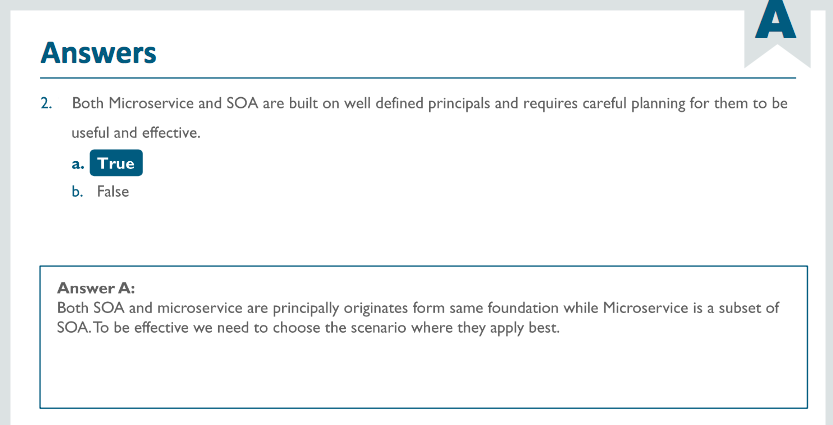 A
Answers
2. Both Microservice and SOA are built on well defined principals and requires careful planning for them to be
useful and effective.
a. True
b. False
Answer A:
Both SOA and microservice are principally originates form same foundation while Microservice is a subset of
SOA. To be effective we need to choose the scenario where they apply best.